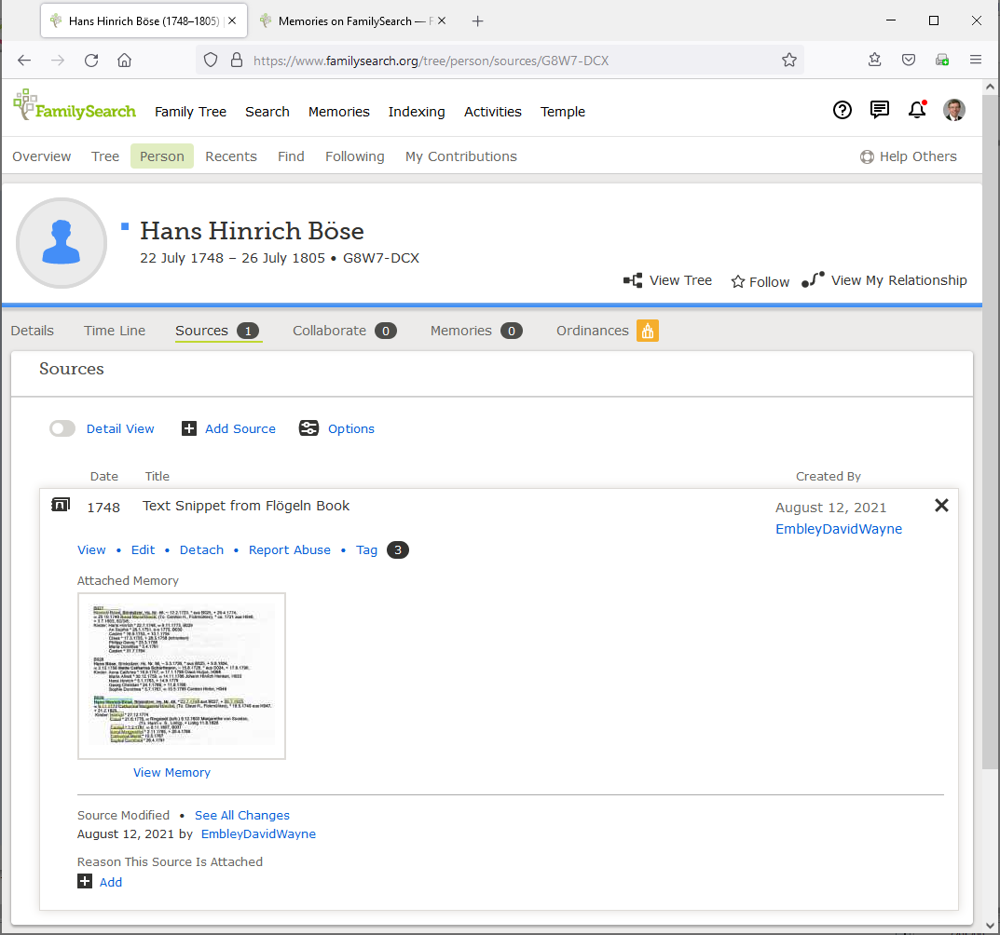 Hans Hinrich Böse (1748–1805) |
Memories on FamilySearch — F
https://www.familysearch.org/tree/person/sources/G8W7-DCX
FamilySearch Family Tree Search Memories Indexing Activities Temple
Overview Tree Person Recents Find Following My Contributions Help Others
Hans Hinrich Böse
22 July 1748 – 26 July 1805 • G8W7-DCX
View Tree Follow View My Relationship
Details Time Line Sources 1 Collaborate 0 Memories 0 Ordinances
Sources
Detail View Add Source Options
Date Title Created By
1748 Text Snippet from Flögeln Book August 12, 2021
EmbleyDavidWayne
View • Edit • Detach • Report Abuse • Tag 3
Attached Memory
View Memory
Source Modified • See All Changes
August 12, 2021 by EmbleyDavidWayne
Reason This Source Is Attached
Add